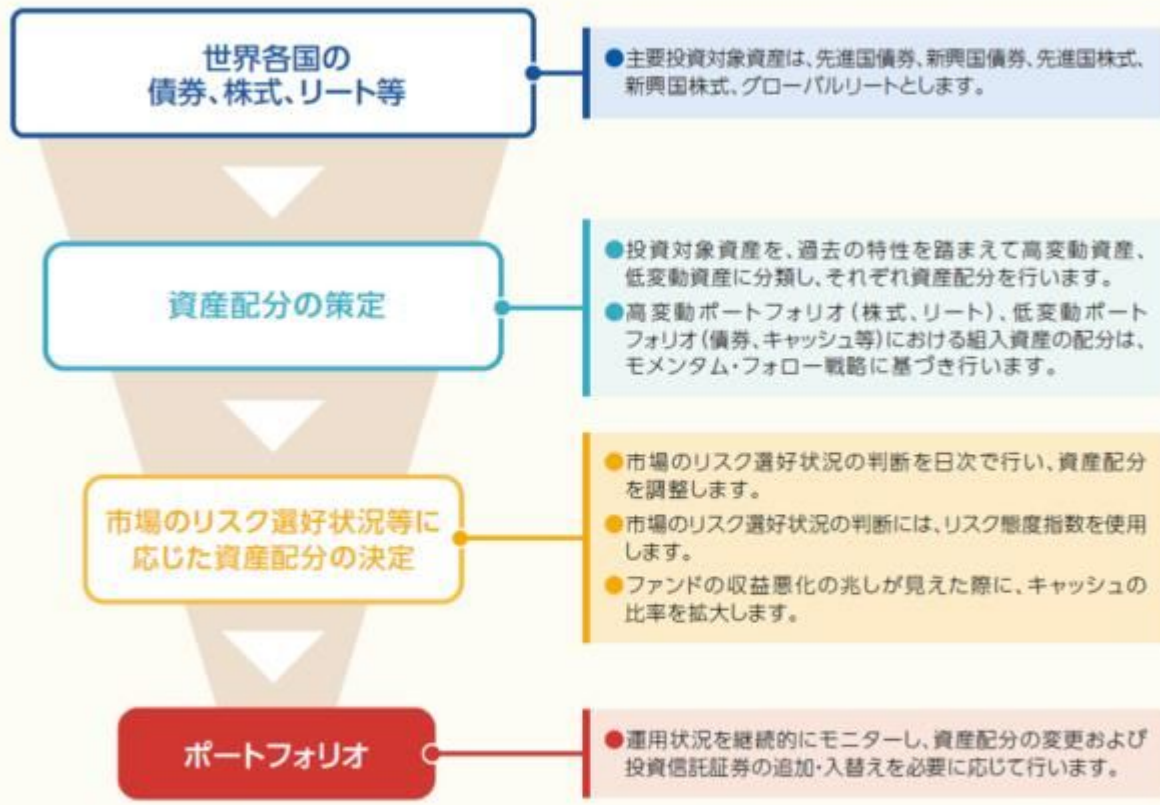 世界各国の
債券、株式、リート等
●主要投資対象資産は、先進国債券、新興国債券、先進国株式、
新興国株式、グローバルリートとします。
資産配分の策定
●投資対象資産を、過去の特性を踏まえて高変動資産、
低変動資産に分類し、それぞれ資産配分を行います。
●高変動ポートフォリオ(株式、リート)、低変動ポート
フォリオ(債券、キャッシュ等)における組入資産の配分は、
モメンタム・フォロー戦略に基づき行います。
市場のリスク選好状況等に
応じた資産配分の決定
●市場のリスク選好状況の判断を日次で行い、資産配分
を調整します。
●市場のリスク選好状況の判断には、リスク態度指数を使用
します。
●ファンドの収益悪化の兆しが見えた際に、キャッシュの
比率を拡大します。
ポートフォリオ
●運用状況を継続的にモニターし、資産配分の変更および
投資信託証券の追加・入替えを必要に応じて行います。